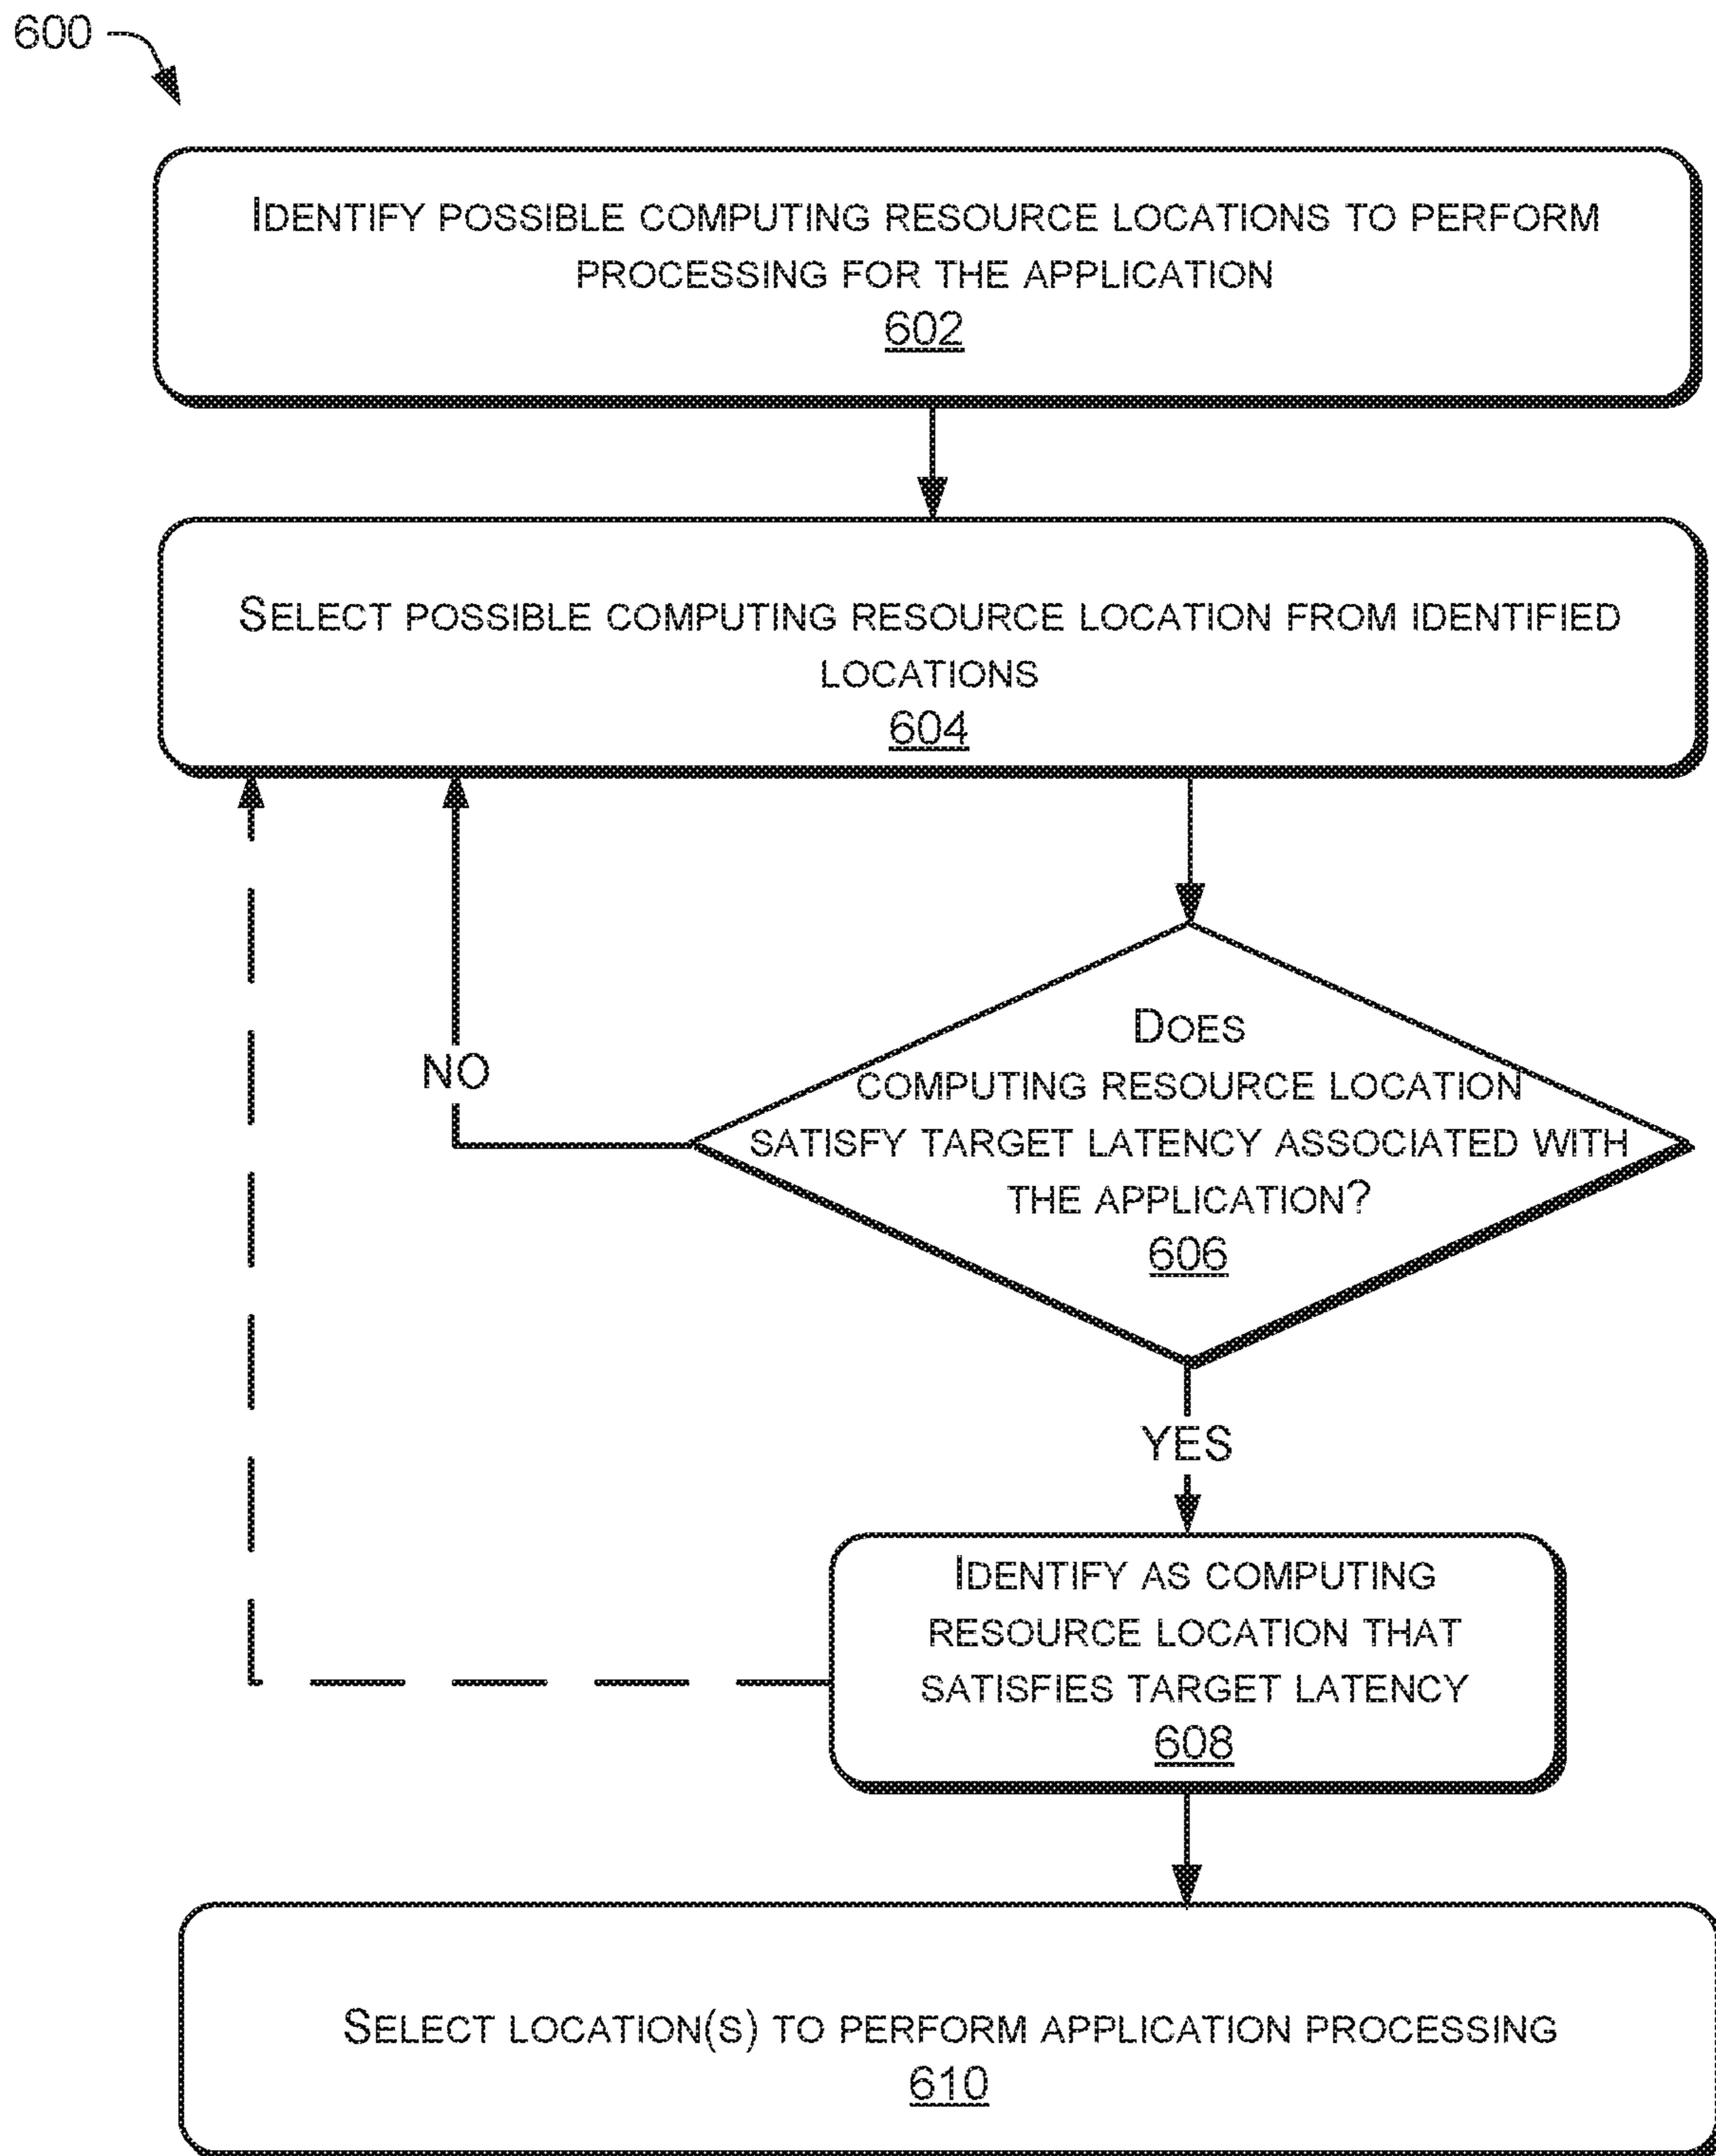 600
IDENTIFY POSSIBLE COMPUTING RESOURCE LOCATIONS TO PERFORM
PROCESSING FOR THE APPLICATION
602
SELECT POSSIBLE COMPUTING RESOURCE LOCATION FROM IDENTIFIED
LOCATIONS
604
DOES
COMPUTING RESOURCE LOCATION
SATISFY TARGET LATENCY ASSOCIATED WITH
THE APPLICATION?
606
NO
YES
IDENTIFY AS COMPUTING
RESOURCE LOCATION THAT
SATISFIES TARGET LATENCY
608
SELECT LOCATION(S) TO PERFORM APPLICATION PROCESSING
610